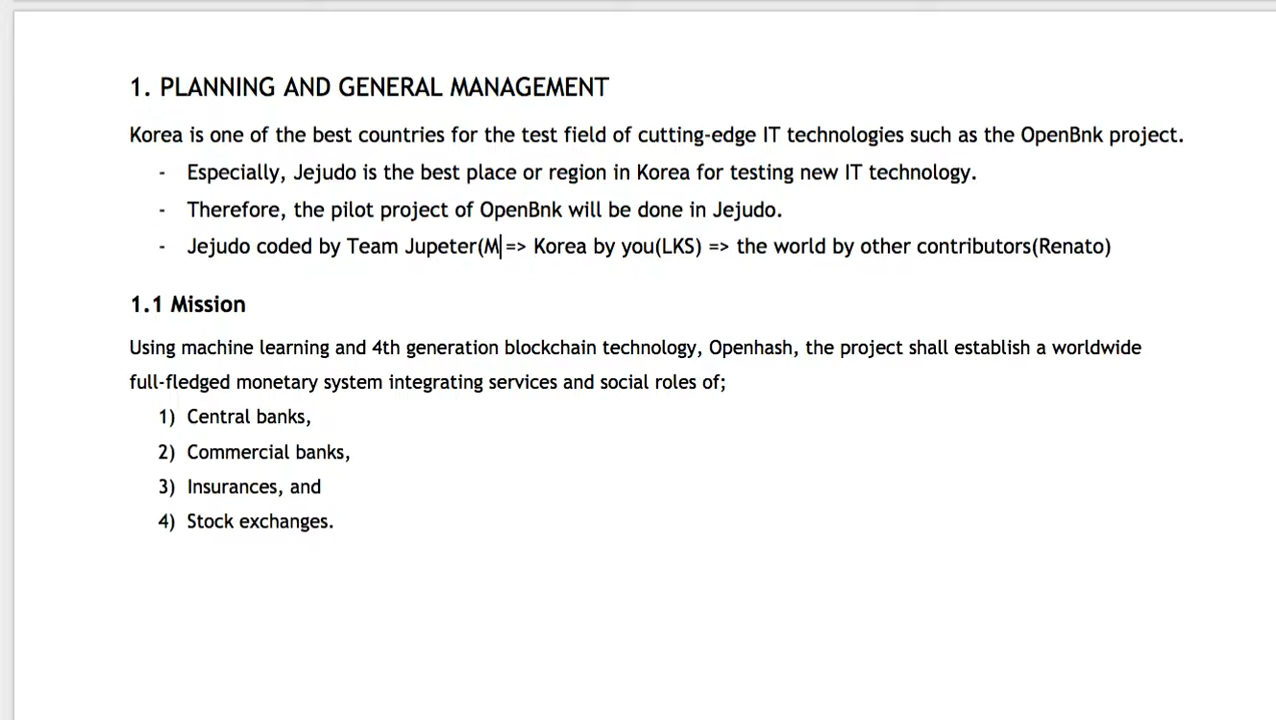 1. PLANNING AND GENERAL MANAGEMENT
Korea is one of the best countries for the test field of cutting-edge IT technologies such as the OpenBnk project.
- Especially, Jejudo is the best place or region in Korea for testing new IT technology.
- Therefore, the pilot project of OpenBnk will be done in Jejudo.
- Jejudo coded by Team Jupeter(M => Korea by you(LKS) => the world by other contributors(Renato)
1.1 Mission
Using machine learning and 4th generation blockchain technology, Openhash, the project shall establish a worldwide
full-fledged monetary system integrating services and social roles of;
1) Central banks,
2) Commercial banks,
3) Insurances, and
4) Stock exchanges.